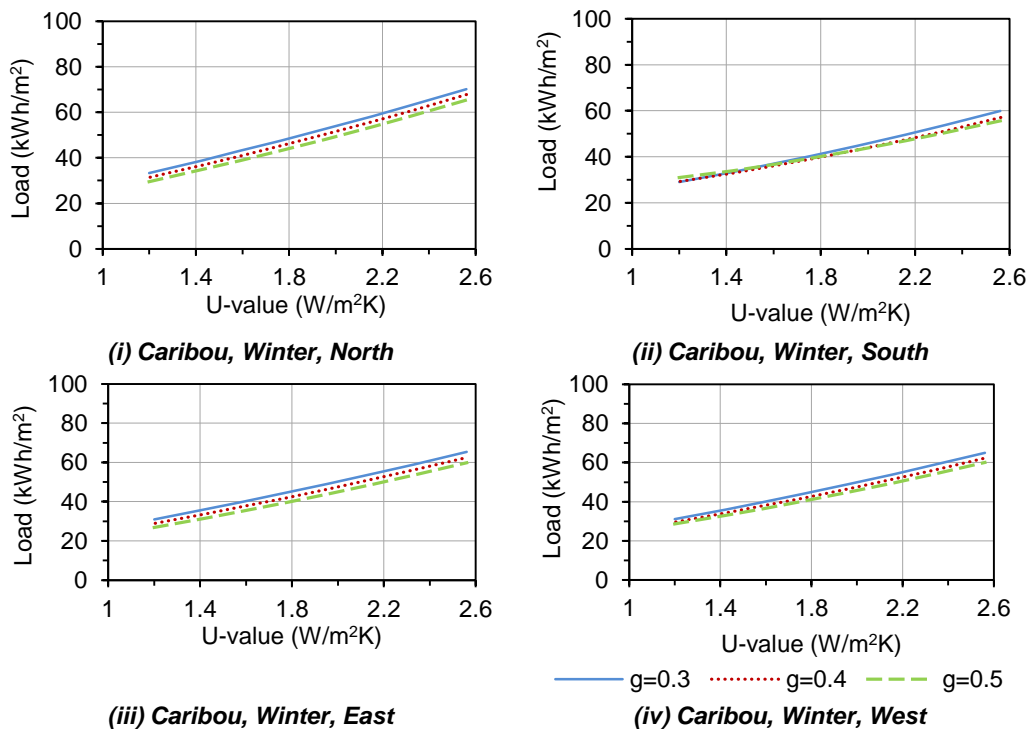 Load (kWh/m²)
100
80
60
40
20
0
1 1.4 1.8 2.2 2.6
U-value (W/m²K)
(i) Caribou, Winter, North
Load (kWh/m²)
100
80
60
40
20
0
1 1.4 1.8 2.2 2.6
U-value (W/m²K)
(ii) Caribou, Winter, South
Load (kWh/m²)
100
80
60
40
20
0
1 1.4 1.8 2.2 2.6
U-value (W/m²K)
(iii) Caribou, Winter, East
Load (kWh/m²)
100
80
60
40
20
0
1 1.4 1.8 2.2 2.6
U-value (W/m²K)
g=0.3 g=0.4 g=0.5
(iv) Caribou, Winter, West